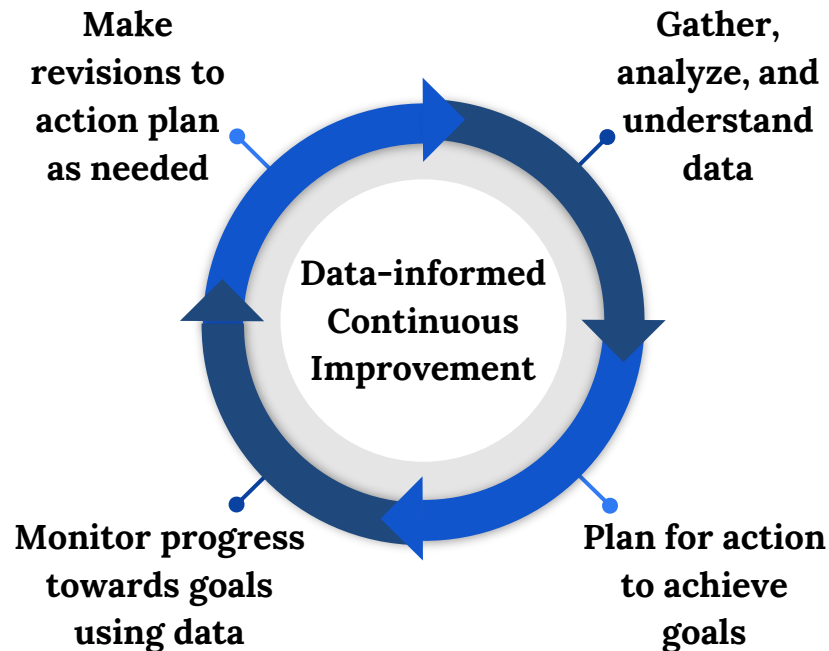 Make
revisions to
action plan
as needed
Gather,
analyze, and
understand
data
Data-informed
Continuous
Improvement
Monitor progress
towards goals
using data
Plan for action
to achieve
goals